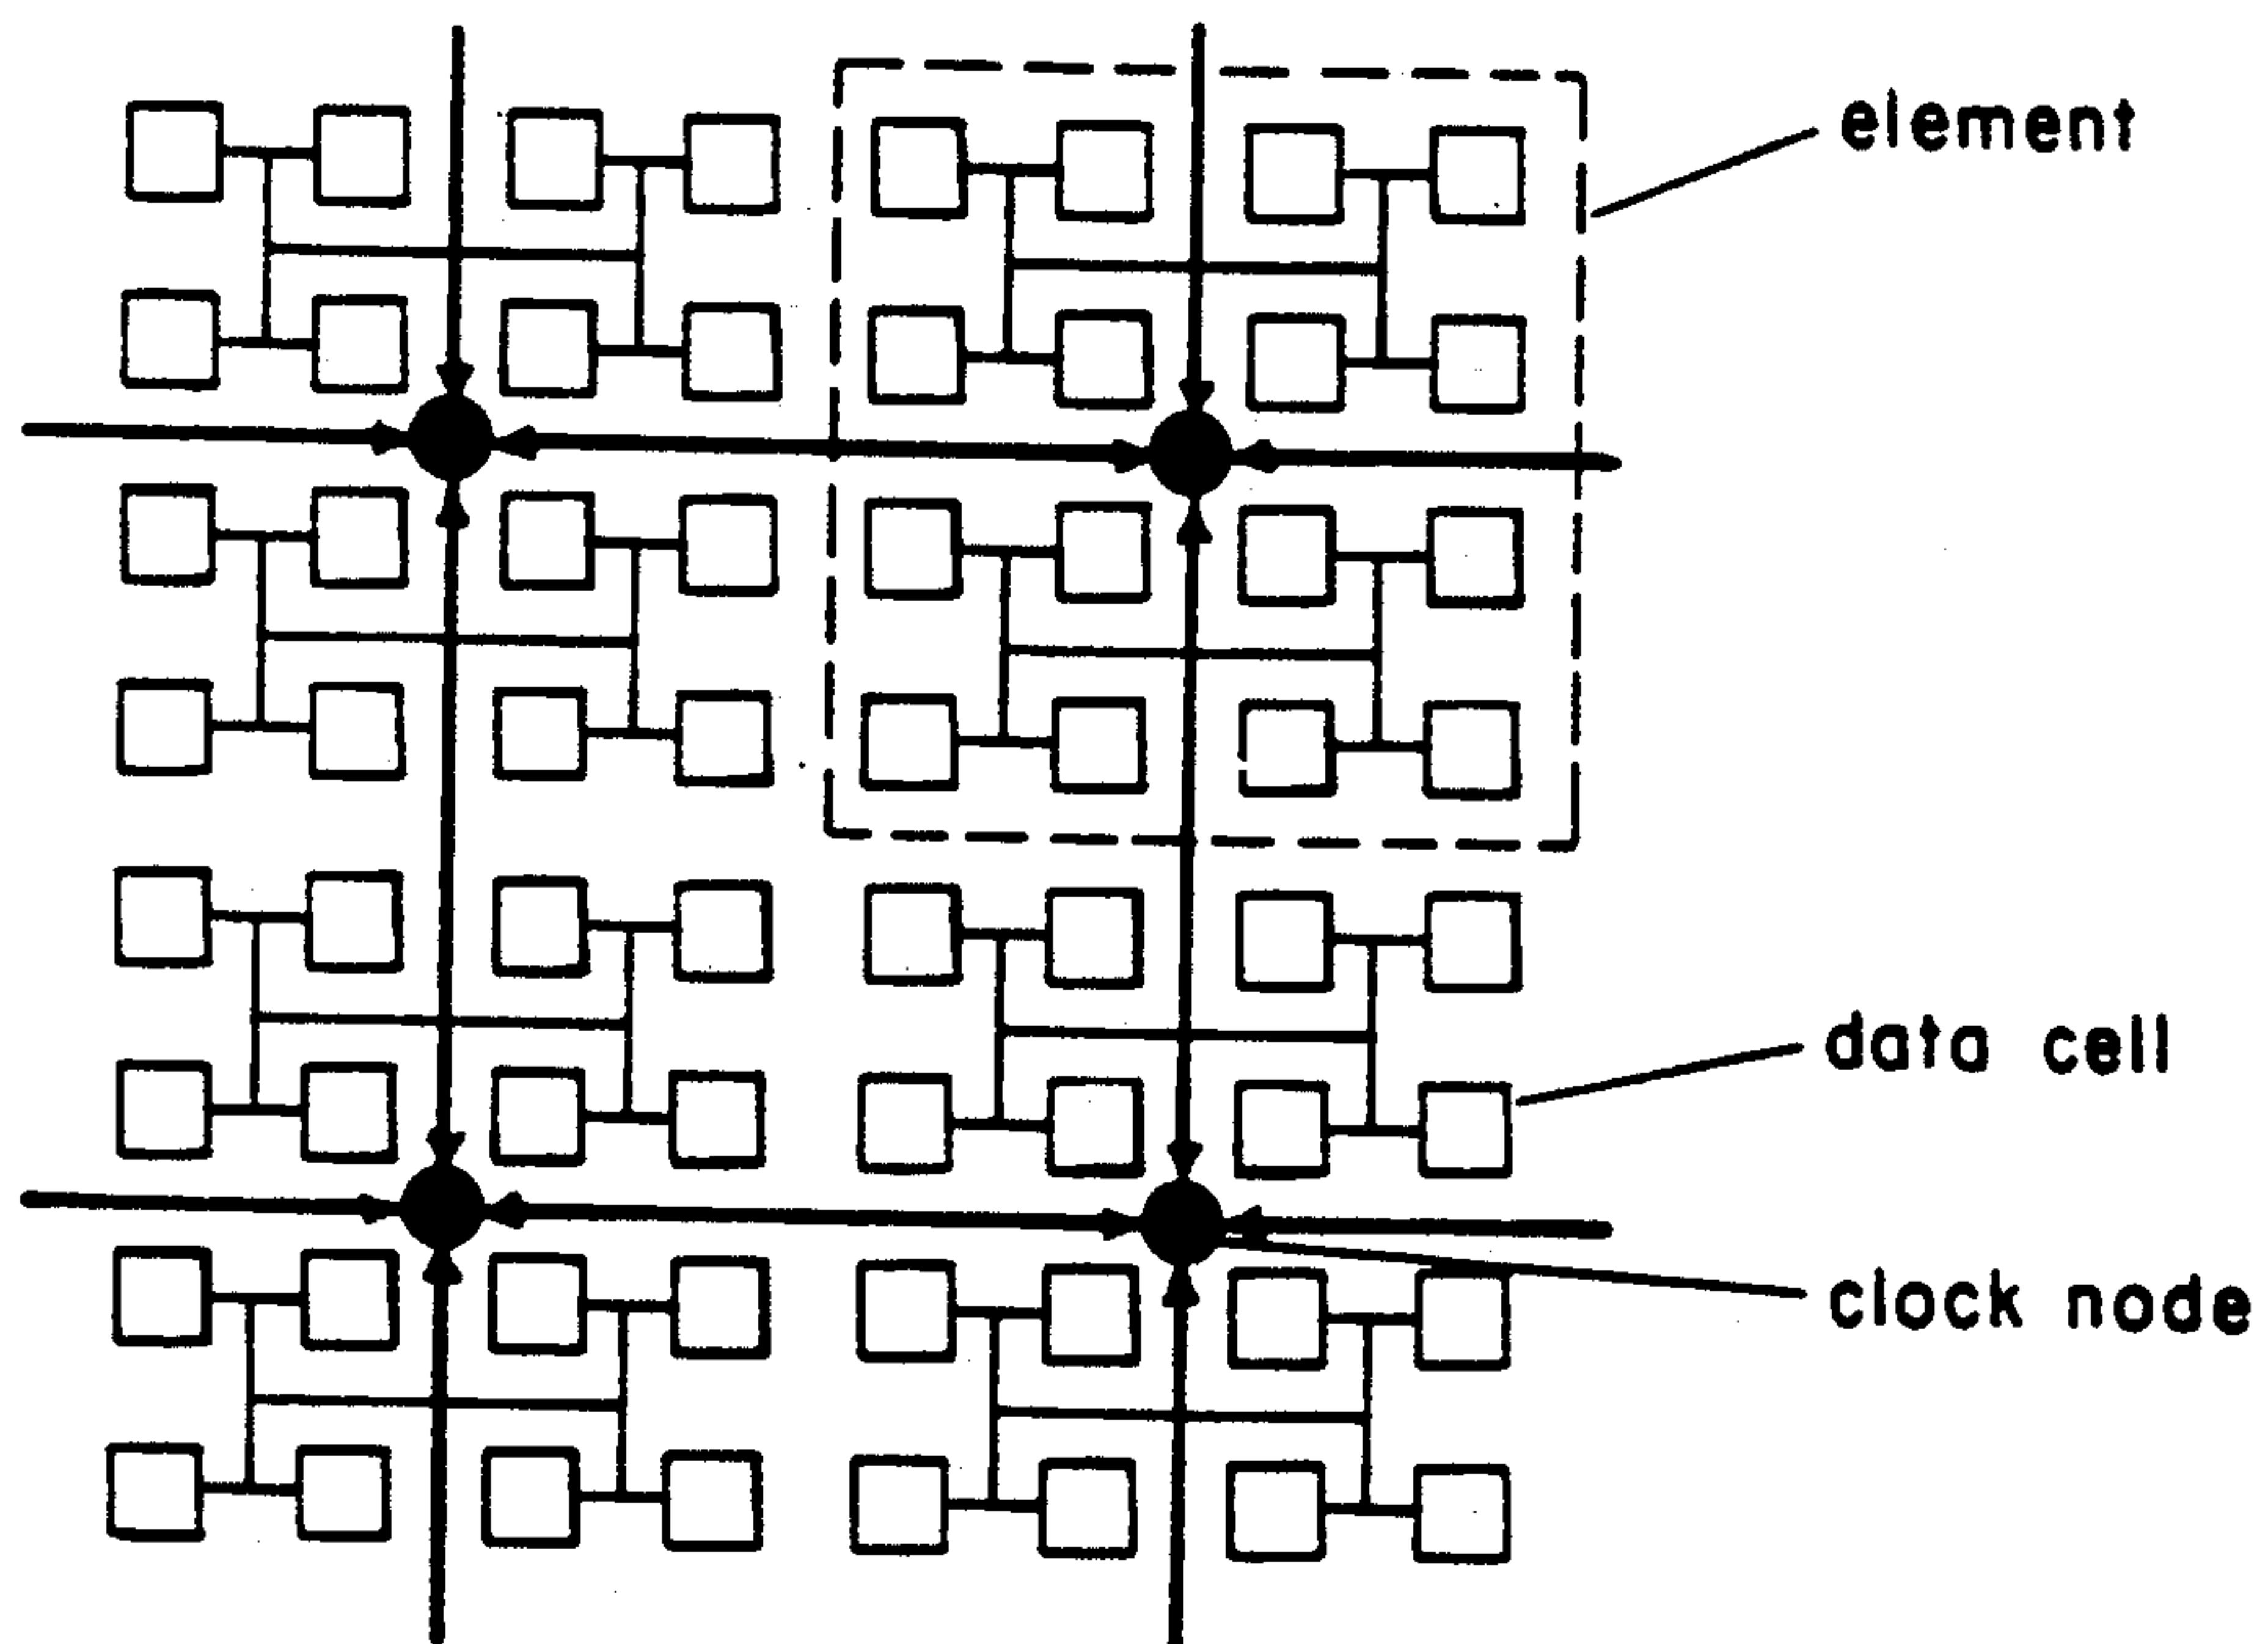 element
data cell
clock node